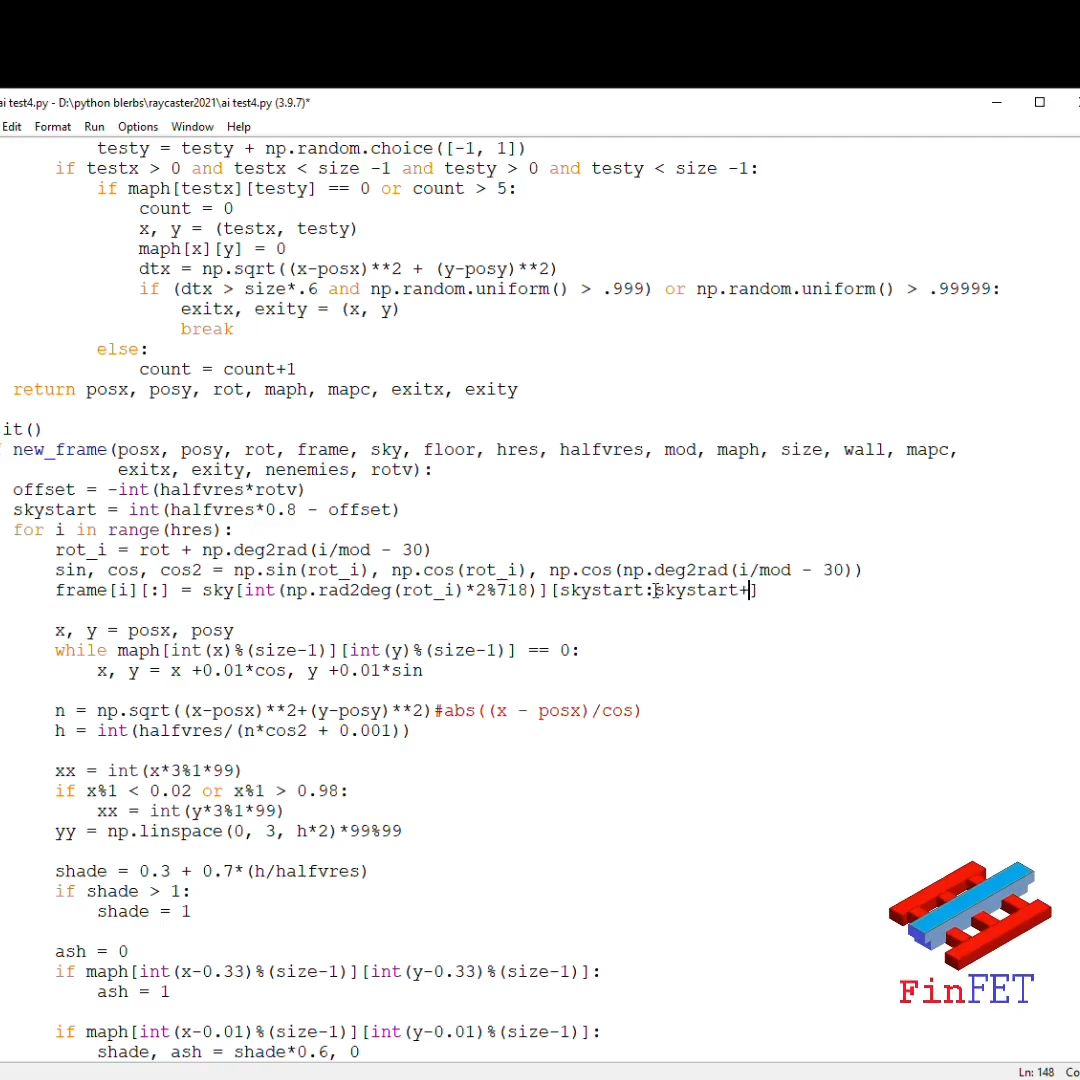 ai test4.py - D:\python blerbs\raycaster2021\ai test4.py (3.9.7)*
Edit Format Run Options Window Help
testy = testy + np.random.choice([-1, 1])
if testx > 0 and testx < size -1 and testy > 0 and testy < size -1:
if maph[testx][testy] == 0 or count > 5:
count = 0
x, y = (testx, testy)
maph[x][y] = 0
dtx = np.sqrt((x-posx)**2 + (y-posy)**2)
if (dtx > size*.6 and np.random.uniform() > .999) or np.random.uniform() > .99999:
exitx, exity = (x, y)
break
else:
count = count+1
return posx, posy, rot, maph, mapc, exitx, exity
it()
new_frame(posx, posy, rot, frame, sky, floor, hres, halfvres, mod, maph, size, wall, mapc,
exitx, exity, nenemies, rotv):
offset = -int(halfvres*rotv)
skystart = int(halfvres*0.8 - offset)
for i in range(hres):
rot_i = rot + np.deg2rad(i/mod - 30)
sin, cos, cos2 = np.sin(rot_i), np.cos(rot_i), np.cos(np.deg2rad(i/mod - 30))
frame[i][:] = sky[int(np.rad2deg(rot_i)*2%718)][skystart:skystart+]
x, y = posx, posy
while maph[int(x)%(size-1)][int(y)%(size-1)] == 0:
x, y = x +0.01*cos, y +0.01*sin
n = np.sqrt((x-posx)**2+(y-posy)**2)#abs((x - posx)/cos)
h = int(halfvres/(n*cos2 + 0.001))
xx = int(x*3%1*99)
if x%1 < 0.02 or x%1 > 0.98:
xx = int(y*3%1*99)
yy = np.linspace(0, 3, h*2)*99%99
shade = 0.3 + 0.7*(h/halfvres)
if shade > 1:
shade = 1
ash = 0
if maph[int(x-0.33)%(size-1)][int(y-0.33)%(size-1)]:
ash = 1
if maph[int(x-0.01)%(size-1)][int(y-0.01)%(size-1)]:
shade, ash = shade*0.6, 0
FinFET
Ln: 148 Co